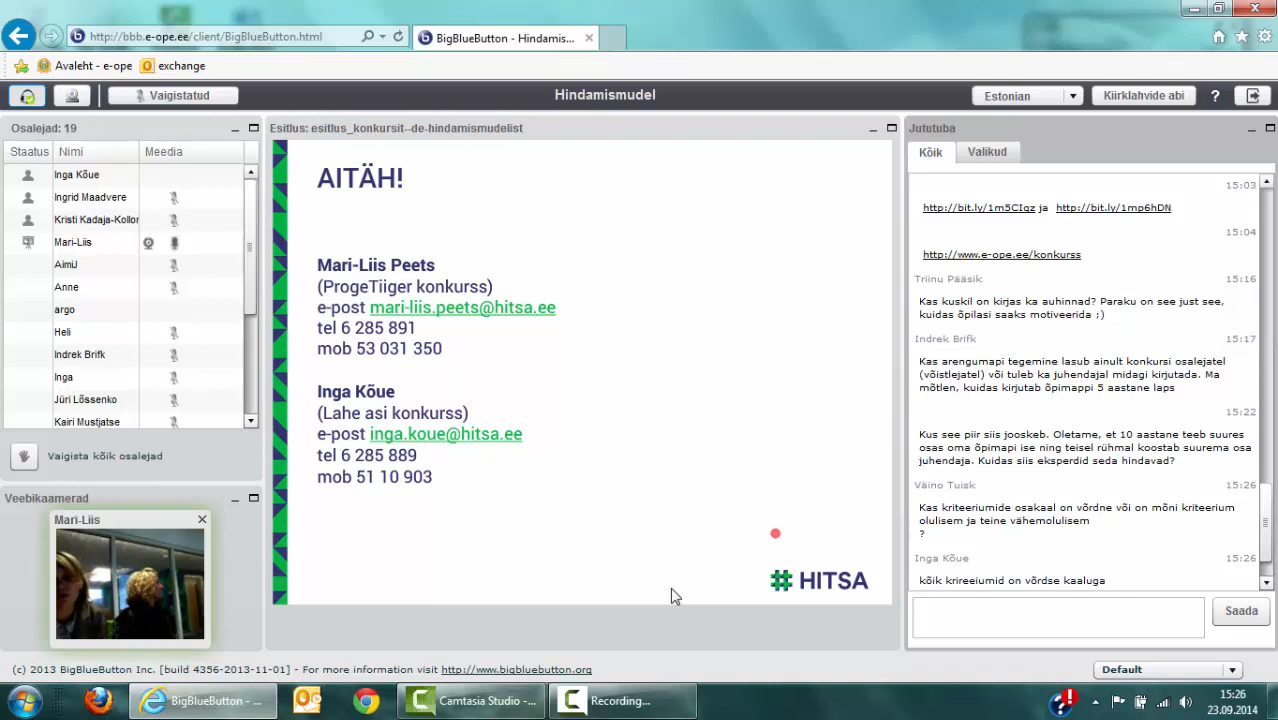 http://bbb.e-ope.ee/client/BigBlueButton.html
BigBlueButton - Hindamismu...
Avaleht - e-ope
exchange
Vaigistatud
Hindamismudel
Estonian
Kiirklahvide abi
?
Osalejad: 19
Staatus Nimi Meedia
Inga Kõue
Ingrid Maadvere
Kristi Kadaja-Kollor
Mari-Liis
AimiJ
Anne
argo
Heli
Indrek Brifk
Inga
Jüri Lõssenko
Kairi Mustjatse
Vaigista kõik osalejad
Veebikaamerad
Mari-Liis
Esitlus: esitlus_konkursit--de-hindamismudelist
AITÄH!
Mari-Liis Peets
(ProgeTiiger konkurss)
e-post mari-liis.peets@hitsa.ee
tel 6 285 891
mob 53 031 350
Inga Kõue
(Lahe asi konkurss)
e-post inga.koue@hitsa.ee
tel 6 285 889
mob 51 10 903
HITSA
Jututuba
Kõik Valikud
15:03
http://bit.ly/1m5CIqz ja http://bit.ly/1mp6hDN
15:04
http://www.e-ope.ee/konkurss
Triinu Pääsik 15:16
Kas kuskil on kirjas ka auhinnad? Paraku on see just see,
kuidas õpilasi saaks motiveerida ;)
Indrek Brifk 15:17
Kas arengumapi tegemine lasub ainult konkursi osalejatel
(võistlejatel) või tuleb ka juhendajal midagi kirjutada. Ma
mõtlen, kuidas kirjutab õpimappi 5 aastane laps
15:22
Kus see piir siis jooskeb. Oletame, et 10 aastane teeb suures
osas oma õpimapi ise ning teisel rühmal koostab suurema osa
juhendaja. Kuidas siis eksperdid seda hindavad?
Väino Tuisk 15:26
Kas kriteeriumide osakaal on võrdne või on mõni kriteerium
olulisem ja teine vähemolulisem
?
Inga Kõue 15:26
kõik krireeiumid on võrdse kaaluga
Saada
(c) 2013 BigBlueButton Inc. [build 4356-2013-11-01] - For more information visit http://www.bigbluebutton.org
Default
BigBlueButton - ...
Camtasia Studio -...
Recording...
15:26
23.09.2014